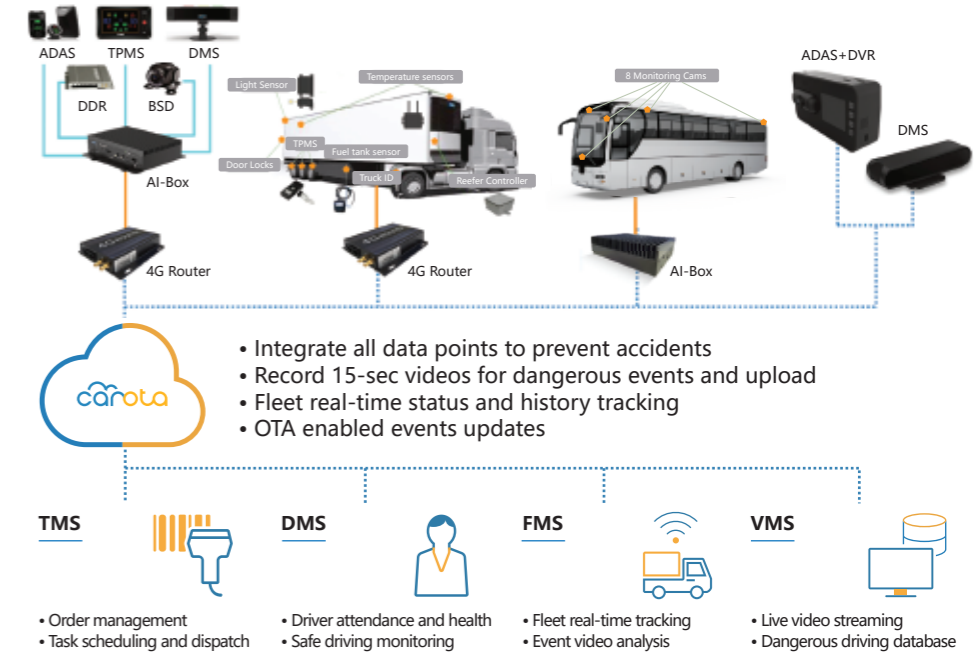 ADAS
TPMS
DMS
DDR
BSD
AI-Box
4G Router
Light Sensor
Temperature sensors
TPMS
Fuel tank sensor
Door Locks
Truck ID
Reefer Controller
4G Router
8 Monitoring Cams
AI-Box
ADAS+DVR
DMS
carota
• Integrate all data points to prevent accidents
• Record 15-sec videos for dangerous events and upload
• Fleet real-time status and history tracking
• OTA enabled events updates
TMS
• Order management
• Task scheduling and dispatch
DMS
• Driver attendance and health
• Safe driving monitoring
FMS
• Fleet real-time tracking
• Event video analysis
VMS
• Live video streaming
• Dangerous driving database